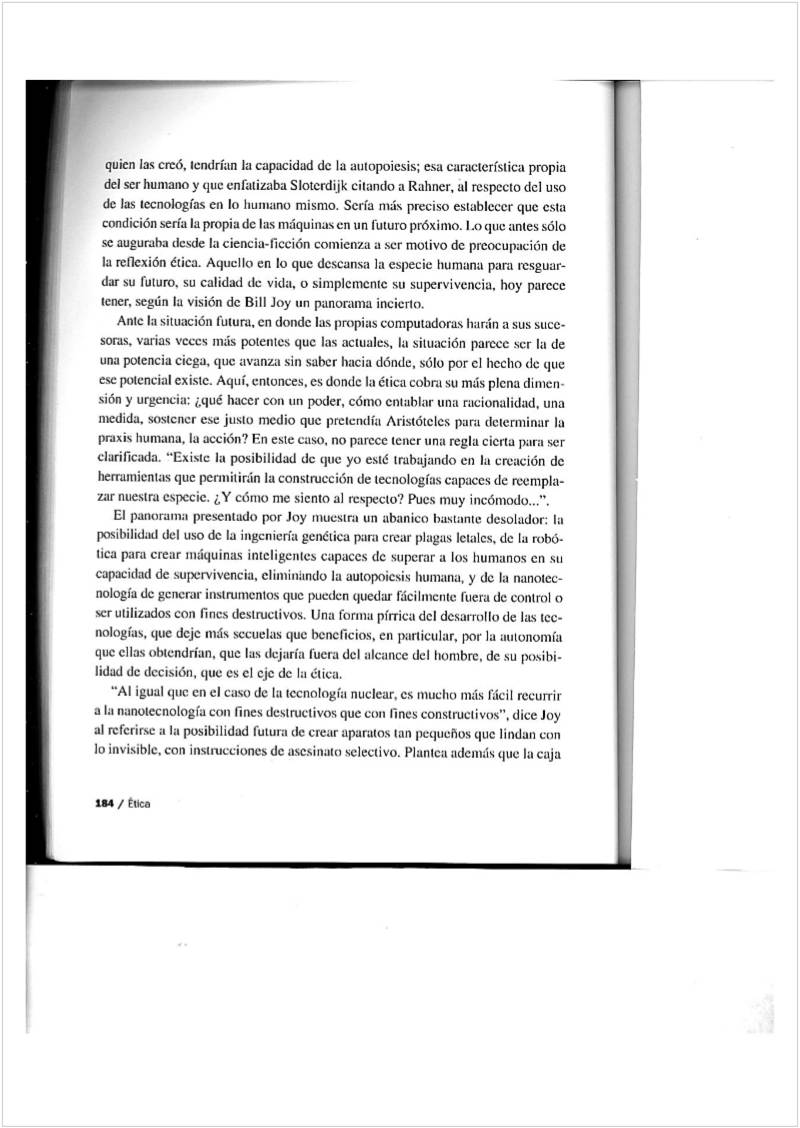 quien las creó, tendrían la capacidad de la autopoiesis; esa característica propia
del ser humano y que enfatizaba Sloterdijk citando a Rahner, al respecto del uso
de las tecnologías en lo humano mismo. Sería más preciso establecer que esta
condición sería la propia de las máquinas en un futuro próximo. Lo que antes sólo
se auguraba desde la ciencia-ficción comienza a ser motivo de preocupación de
la reflexión ética. Aquello en lo que descansa la especie humana para resguar-
dar su futuro, su calidad de vida, o simplemente su supervivencia, hoy parece
tener, según la visión de Bill Joy un panorama incierto.
Ante la situación futura, en donde las propias computadoras harán a sus suce-
soras, varias veces más potentes que las actuales, la situación parece ser la de
una potencia ciega, que avanza sin saber hacia dónde, sólo por el hecho de que
ese potencial existe. Aquí, entonces, es donde la ética cobra su más plena dimen-
sión y urgencia: ¿qué hacer con un poder, cómo entablar una racionalidad, una
medida, sostener ese justo medio que pretendía Aristóteles para determinar la
praxis humana, la acción? En este caso, no parece tener una regla cierta para ser
clarificada. “Existe la posibilidad de que yo esté trabajando en la creación de
herramientas que permitirán la construcción de tecnologías capaces de reempla-
zar nuestra especie. ¿Y cómo me siento al respecto? Pues muy incómodo...”.
El panorama presentado por Joy muestra un abanico bastante desolador: la
posibilidad del uso de la ingeniería genética para crear plagas letales, de la robó-
tica para crear máquinas inteligentes capaces de superar a los humanos en su
capacidad de supervivencia, eliminando la autopoiesis humana, y de la nanotec-
nología de generar instrumentos que pueden quedar fácilmente fuera de control o
ser utilizados con fines destructivos. Una forma pírrica del desarrollo de las tec-
nologías, que deje más secuelas que beneficios, en particular, por la autonomía
que ellas obtendrían, que las dejaría fuera del alcance del hombre, de su posibi-
lidad de decisión, que es el eje de la ética.
“Al igual que en el caso de la tecnología nuclear, es mucho más fácil recurrir
a la nanotecnología con fines destructivos que con fines constructivos”, dice Joy
al referirse a la posibilidad futura de crear aparatos tan pequeños que lindan con
lo invisible, con instrucciones de asesinato selectivo. Plantea además que la caja
184 / Ética